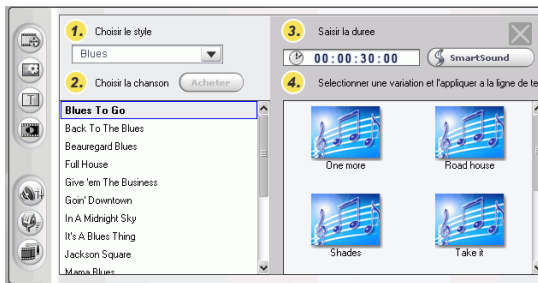 1. Choisir le style
Blues
2. Choisir la chanson
Acheter
Blues To Go
Back To The Blues
Beauregard Blues
Full House
Give 'em The Business
Goin' Downtown
In A Midnight Sky
It's A Blues Thing
Jackson Square
Mama Blues
3. Saisir la duree
00:00:30:00
SmartSound
4. Selectionner une variation et l'appliquer a la ligne de te
One more
Road house
Shades
Take it